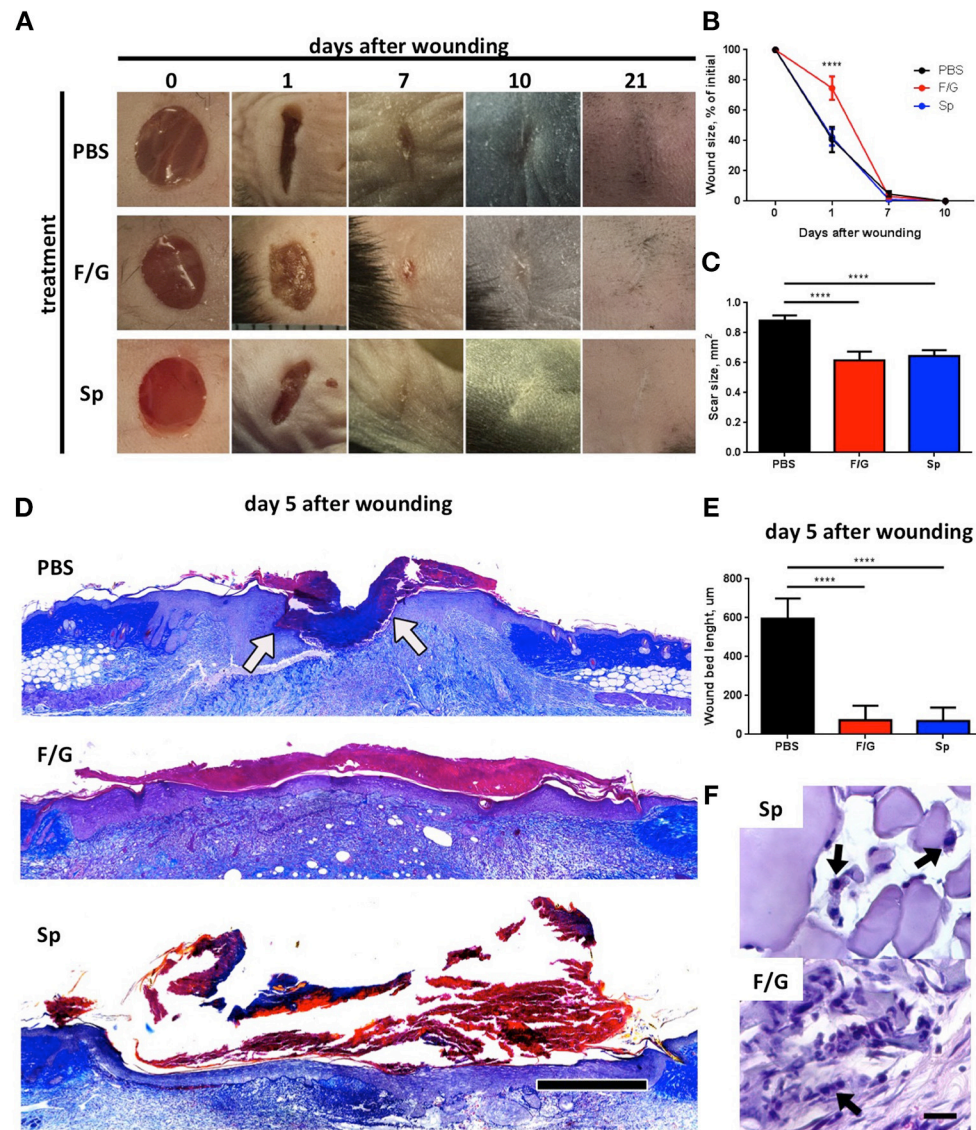 A
days after wounding
0 1 7 10 21
treatment
PBS
F/G
Sp
B
Wound size, % of initial
100
80
60
40
20
0
****
PBS
F/G
Sp
0 1 7 10
Days after wounding
C
Scar size, mm²
1.0
0.8
0.6
0.4
0.2
0.0
****
****
PBS F/G Sp
D
day 5 after wounding
PBS
F/G
Sp
E
day 5 after wounding
Wound bed lenght, um
800
600
400
200
0
****
****
PBS F/G Sp
F
Sp
F/G